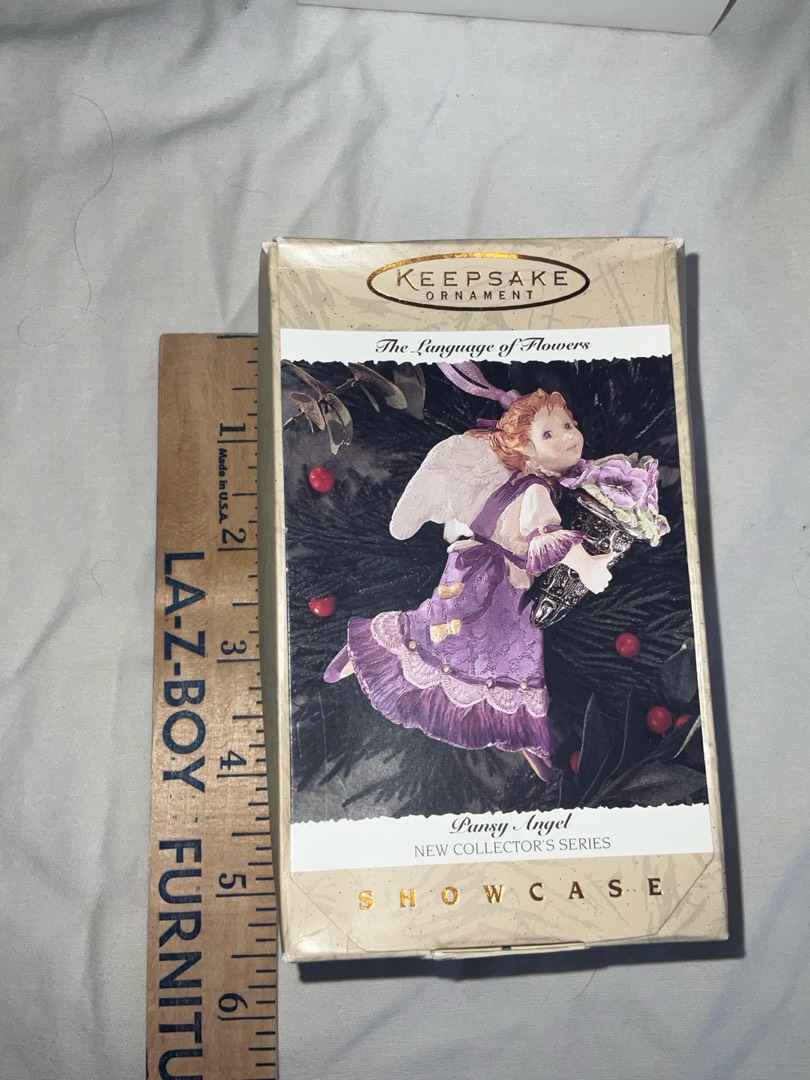 KEEPSAKE
ORNAMENT
The Language of Flowers
Pansy Angel
NEW COLLECTOR'S SERIES
SHOWCASE
1
Made in U.S.A.
2
3
4
5
6
LA-Z-BOY FURNITU